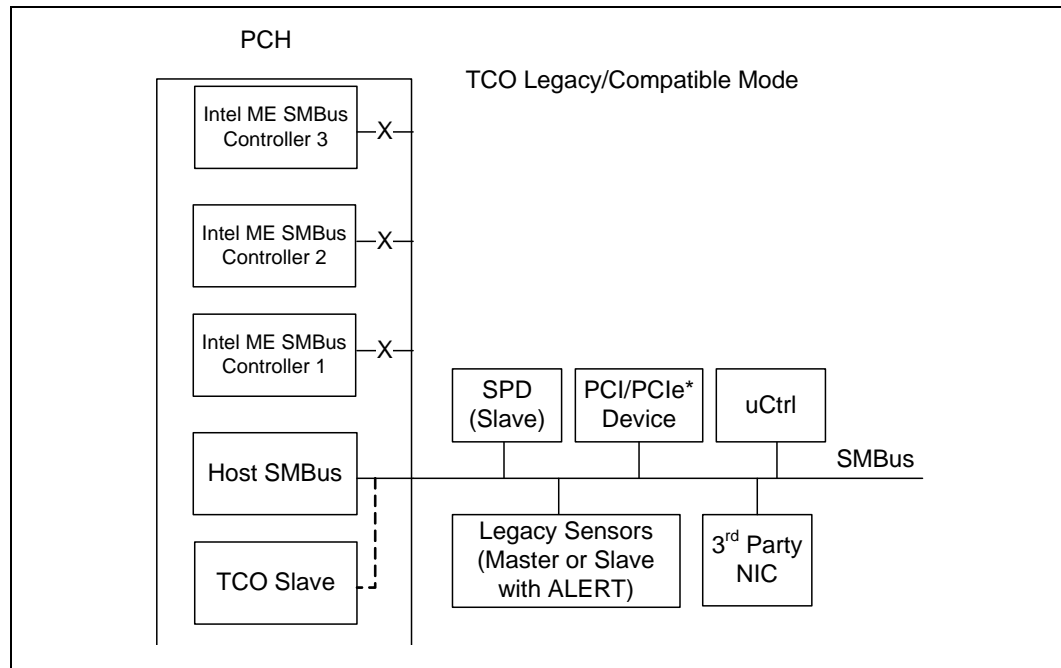 PCH
TCO Legacy/Compatible Mode
Intel ME SMBus
Controller 3
X
Intel ME SMBus
Controller 2
X
Intel ME SMBus
Controller 1
X
SPD
(Slave)
PCI/PCIe*
Device
uCtrl
Host SMBus
SMBus
Legacy Sensors
(Master or Slave
with ALERT)
3rd Party
NIC
TCO Slave